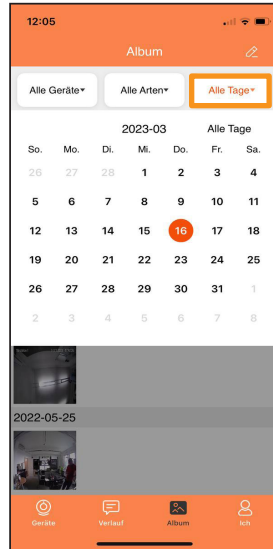 12:05
Album
Alle Geräte▾ Alle Arten▾ Alle Tage▾
2023-03 Alle Tage
So. Mo. Di. Mi. Do. Fr. Sa.
26 27 28 1 2 3 4
5 6 7 8 9 10 11
12 13 14 15 16 17 18
19 20 21 22 23 24 25
26 27 28 29 30 31 1
2 3 4 5 6 7 8
2022-05-25
Geräte Verlauf Album Ich